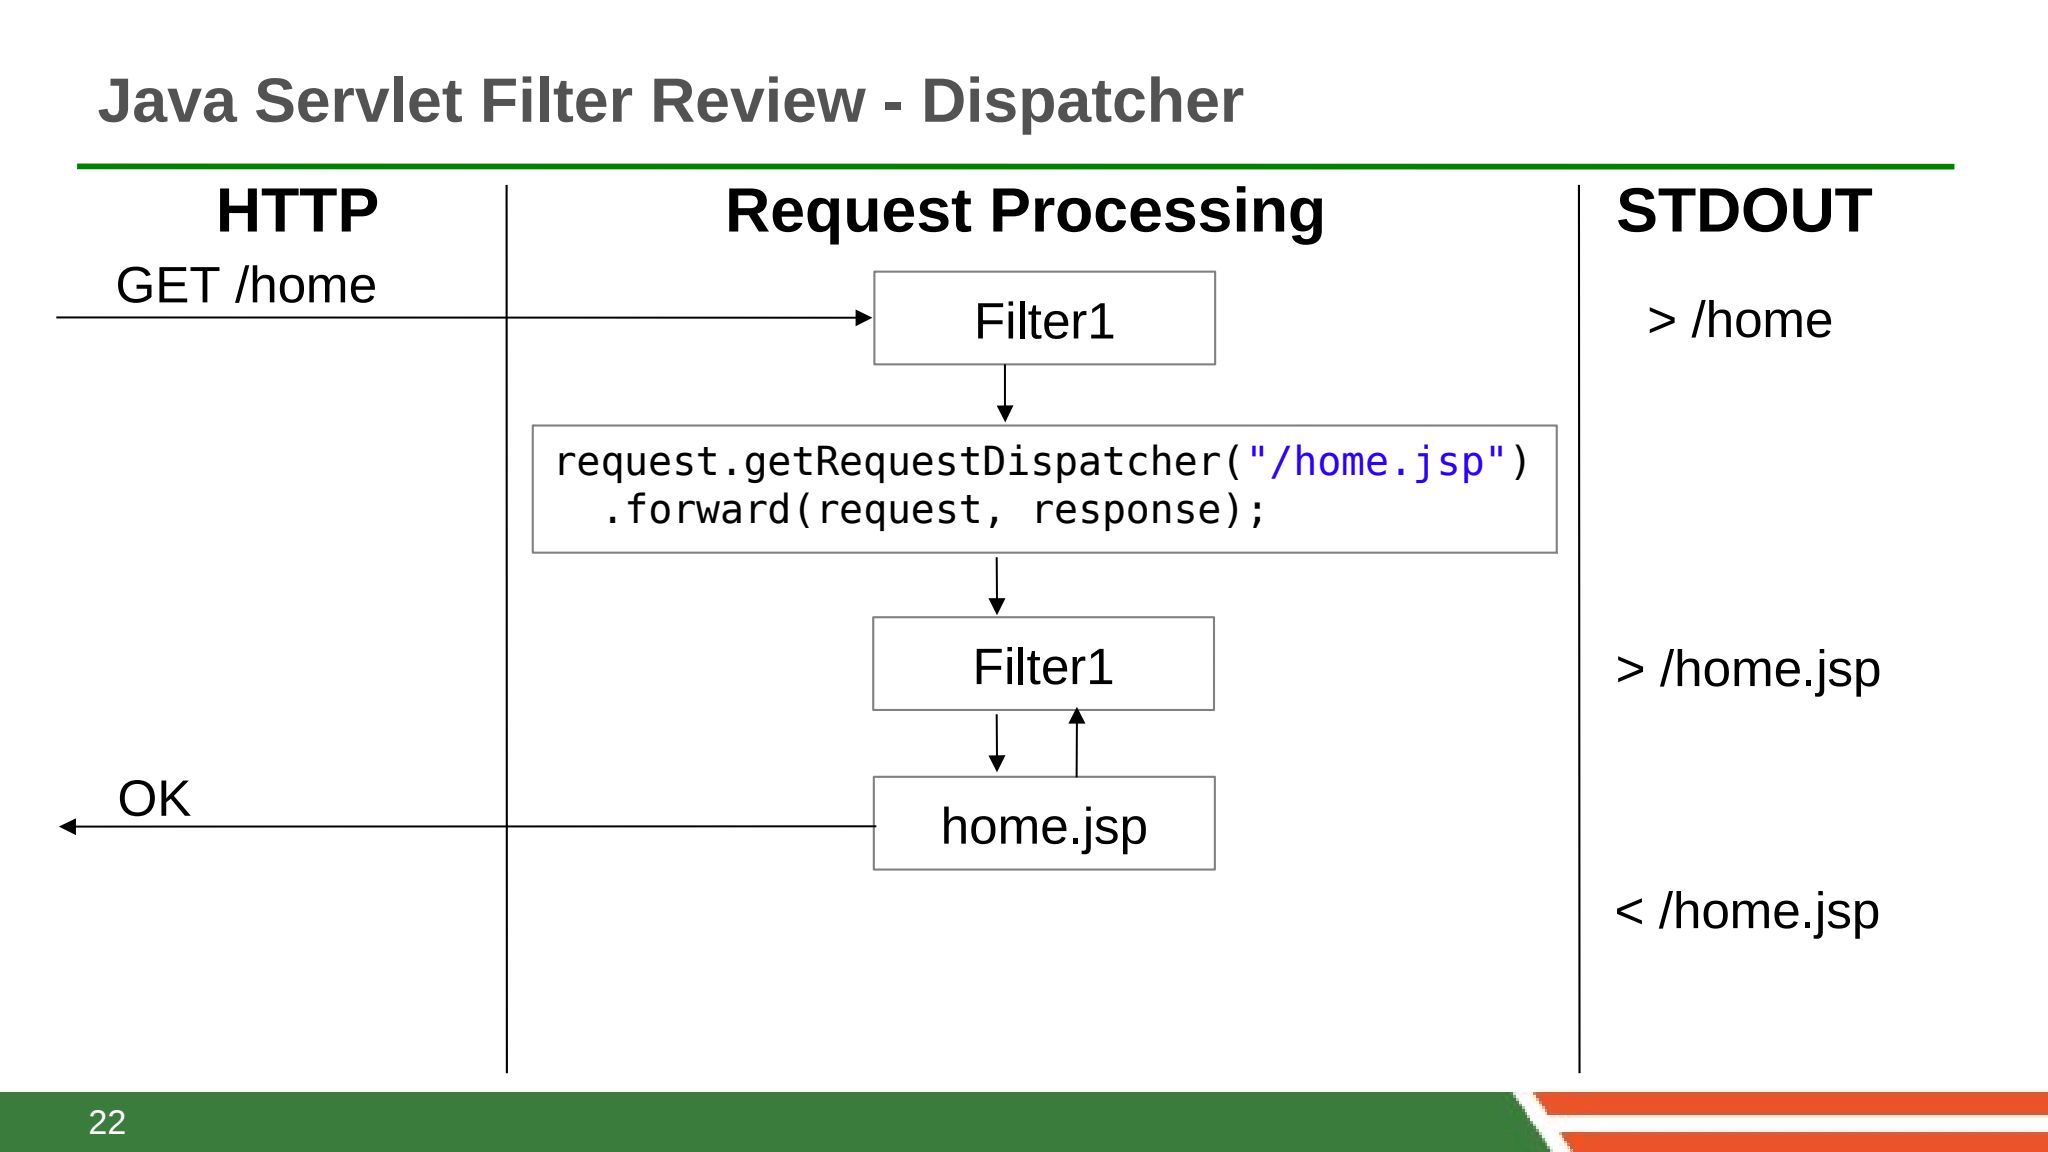 Java Servlet Filter Review - Dispatcher
HTTP
Request Processing
STDOUT
GET /home
Filter1
> /home
request.getRequestDispatcher("/home.jsp")
.forward(request, response);
Filter1
> /home.jsp
OK
home.jsp
< /home.jsp
22